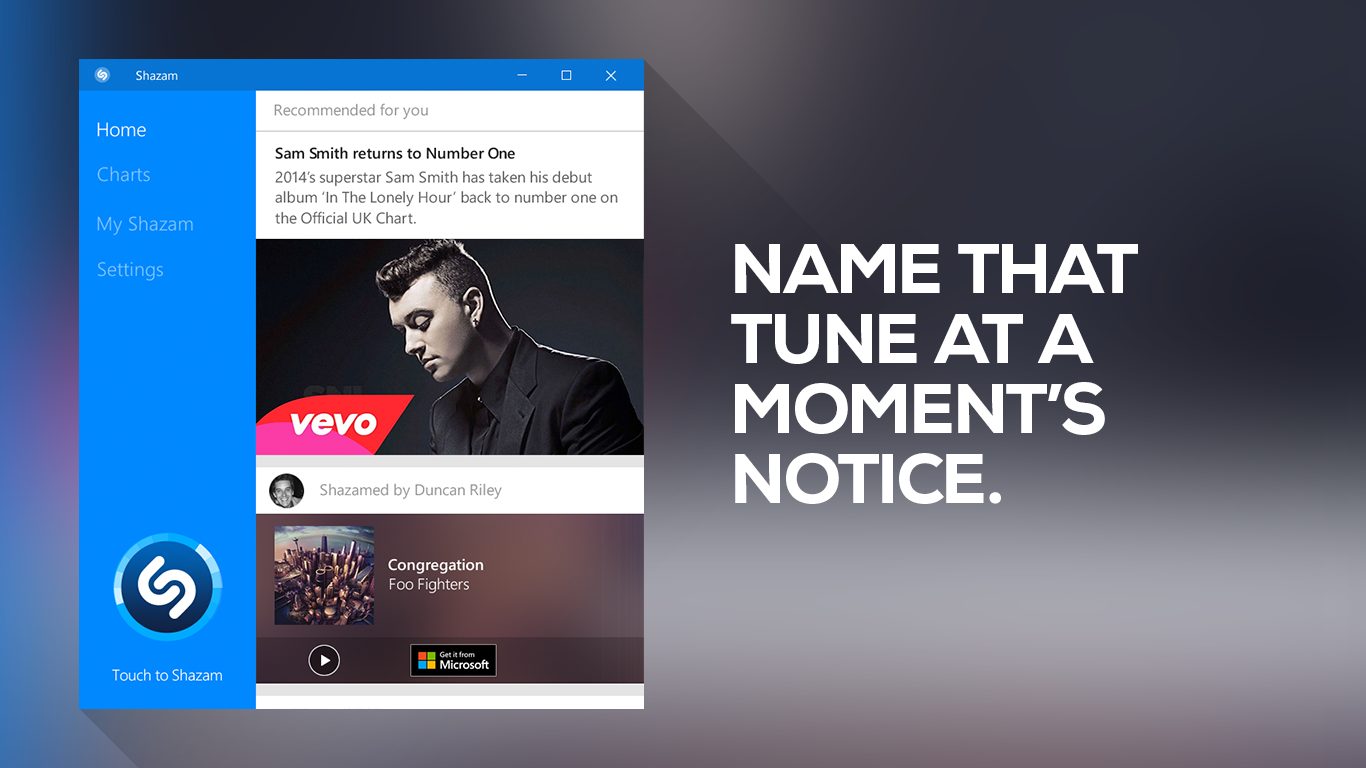 Shazam
Home
Charts
My Shazam
Settings
Touch to Shazam
Recommended for you
Sam Smith returns to Number One
2014’s superstar Sam Smith has taken his debut
album ‘In The Lonely Hour’ back to number one on
the Official UK Chart.
SNL
vevo
Shazamed by Duncan Riley
Congregation
Foo Fighters
Get it from
Microsoft
NAME THAT
TUNE AT A
MOMENT’S
NOTICE.